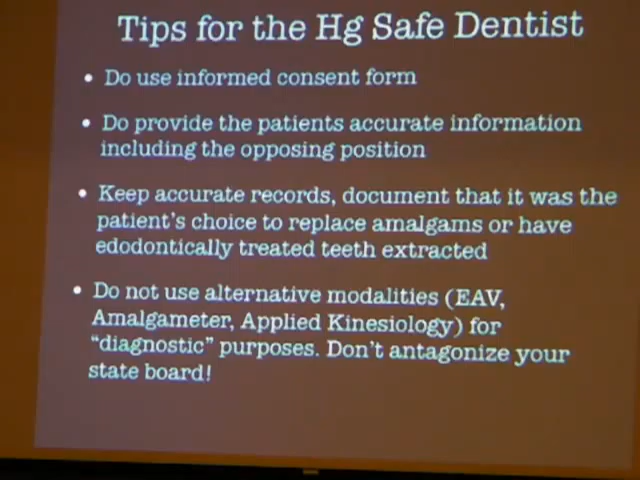 Tips for the Hg Safe Dentist
• Do use informed consent form
• Do provide the patients accurate information
including the opposing position
• Keep accurate records, document that it was the
patient's choice to replace amalgams or have
edodontically treated teeth extracted
• Do not use alternative modalities (EAV,
Amalgameter, Applied Kinesiology) for
"diagnostic" purposes. Don't antagonize your
state board!